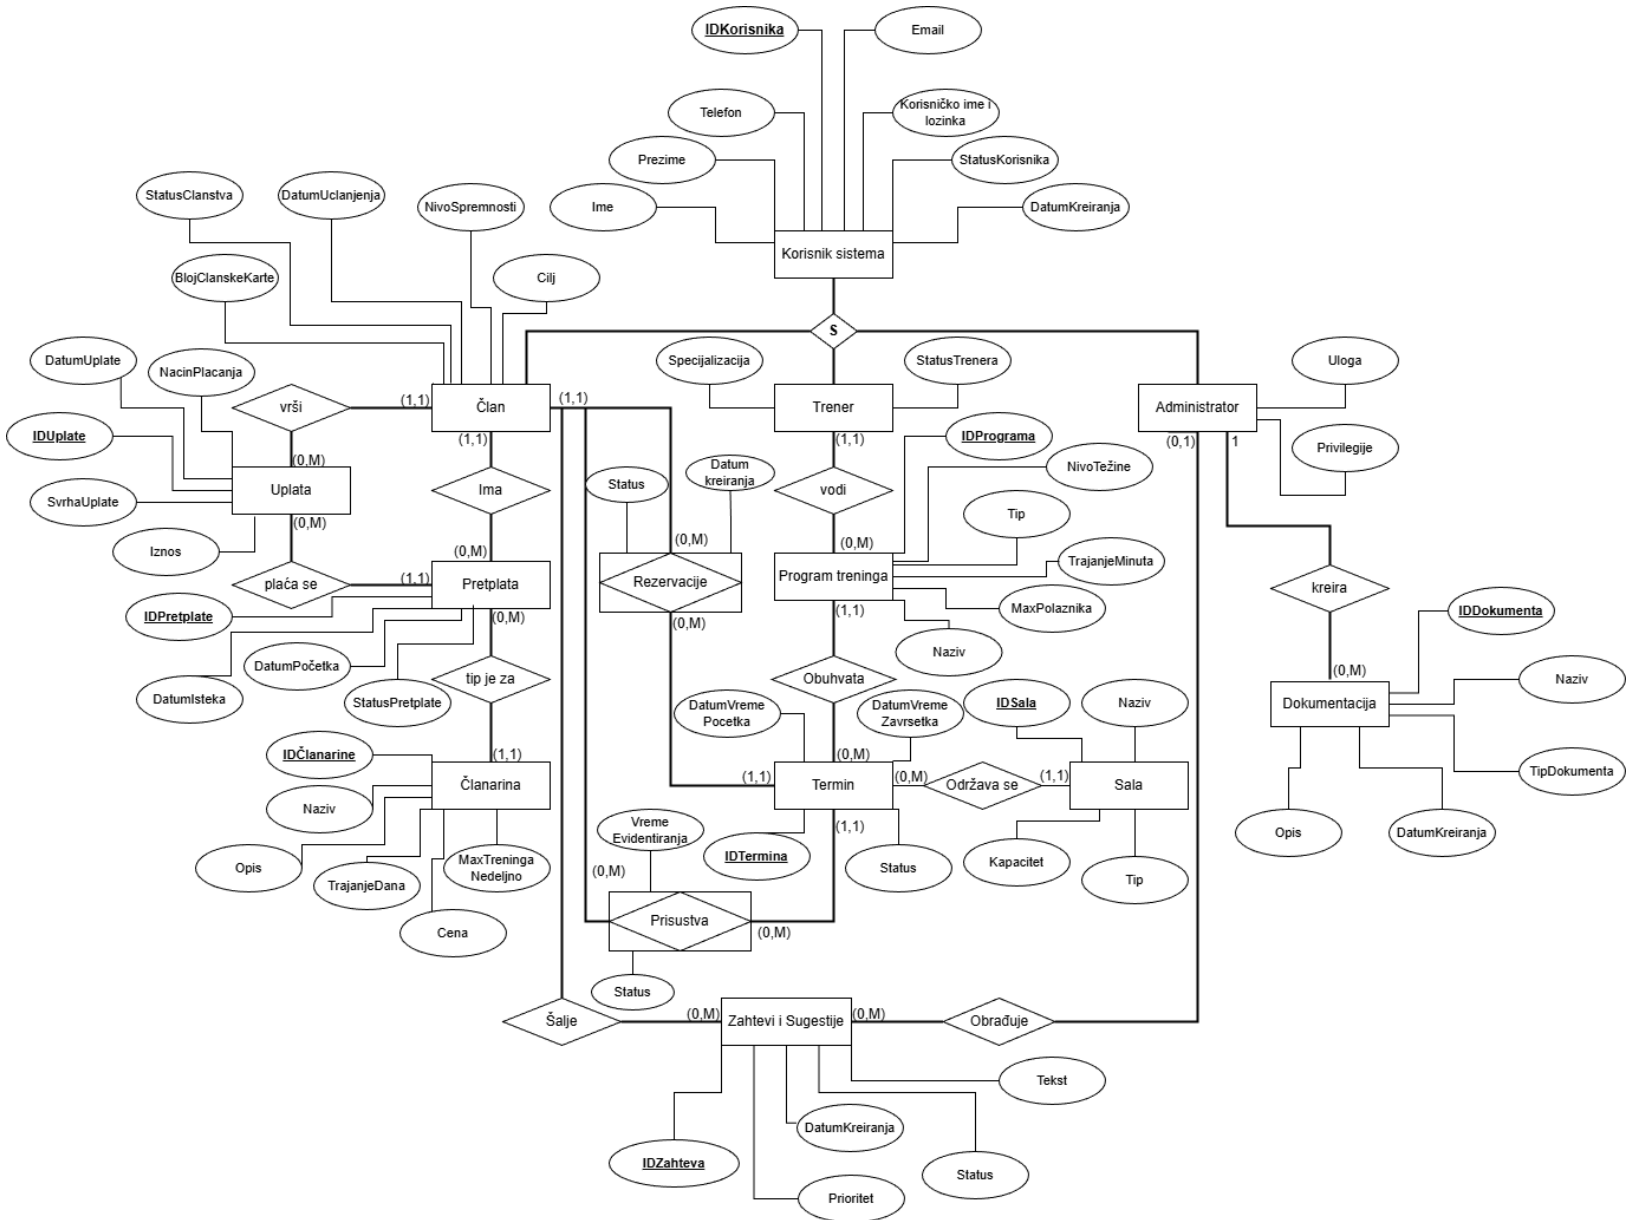 IDKorisnika
Email
Telefon
Korisničko ime i
lozinka
Prezime
StatusKorisnika
Ime
DatumKreiranja
Korisnik sistema
StatusClanstva
DatumUclanjenja
NivoSpremnosti
BlojClanskeKarte
Cilj
S
DatumUplate
NacinPlacanja
Specijalizacija
StatusTrenera
Uloga
vrši
(1,1)
Član
(1,1)
Trener
Administrator
IDUplate
(1,1)
(1,1)
IDPrograma
(0,1)
1
Privilegije
(0,M)
Uplata
SvrhaUplate
(0,M)
Iznos
Ima
Status
Datum
kreiranja
vodi
NivoTežine
Tip
(0,M)
(0,M)
(0,M)
plaća se
(1,1)
Pretplata
Rezervacije
Program treninga
TrajanjeMinuta
kreira
IDPretplate
(0,M)
(0,M)
(1,1)
MaxPolaznika
IDDokumenta
DatumPočetka
Naziv
DatumIsteka
StatusPretplate
tip je za
Obuhvata
(0,M)
Naziv
DatumVreme
Pocetka
DatumVreme
Zavrsetka
IDSala
Naziv
Dokumentacija
IDČlanarine
(1,1)
(0,M)
Članarina
(1,1)
Termin
(0,M)
Održava se
(1,1)
Sala
TipDokumenta
Naziv
Vreme
Evidentiranja
(1,1)
Opis
DatumKreiranja
Opis
TrajanjeDana
MaxTreninga
Nedeljno
(0,M)
IDTermina
Status
Kapacitet
Tip
Cena
Prisustva
(0,M)
Status
Šalje
(0,M)
Zahtevi i Sugestije
(0,M)
Obrađuje
Tekst
DatumKreiranja
IDZahteva
Status
Prioritet